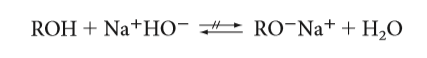 ROH + Na⁺HO⁻ ⇌̸ RO⁻Na⁺ + H₂O